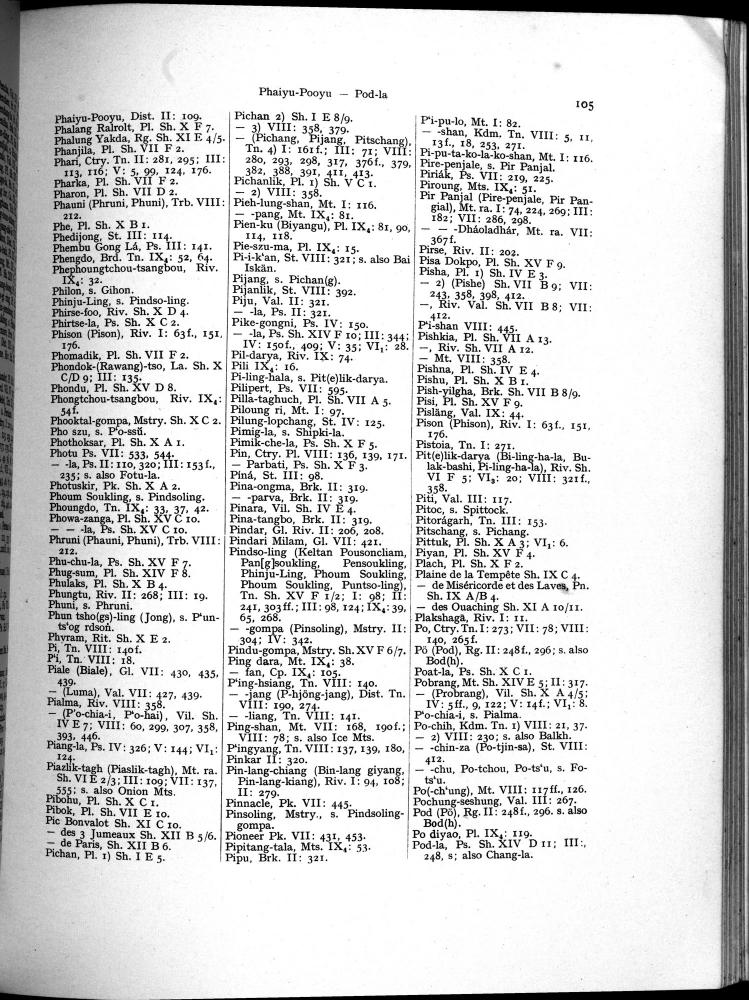 Phaiyu-Pooyu — Pod-la
105
Phaiyu-Pooyu, Dist. II: 109.
Phalang Ralrolt, Pl. Sh. X F 7.
Phalung Yakda, Rg. Sh. XI E 4/5.
Phanjila, Pl. Sh. VII F 2.
Phari, Ctry. Tn. II: 281, 295; III:
113, 116; V: 5, 99, 124, 176.
Pharka, Pl. Sh. VII F 2.
Pharon, Pl. Sh. VII D 2.
Phauni (Phruni, Phuni), Trb. VIII:
212.
Phe, Pl. Sh. X B 1.
Phedijong, St. III: 114.
Phembu Gong Lá, Ps. III: 141.
Phengdo, Brd. Tn. IX₄: 52, 64.
Phephoungtchou-tsangbou, Riv.
IX₄: 32.
Philon, s. Gihon.
Phinju-Ling, s. Pindso-ling.
Phirse-foo, Riv. Sh. X D 4.
Phirtse-la, Ps. Sh. X C 2.
Phison (Pison), Riv. I: 63f., 151,
176.
Phomadik, Pl. Sh. VII F 2.
Phondok-(Rawang)-tso, La. Sh. X
C/D 9; III: 135.
Phondu, Pl. Sh. XV D 8.
Phongtchou-tsangbou, Riv. IX₄:
54f.
Phooktal-gompa, Mstry. Sh. X C 2.
Pho szu, s. P'o-ssŭ.
Phothoksar, Pl. Sh. X A 1.
Photu Ps. VII: 533, 544.
— -la, Ps. II: 110, 320; III: 153f.,
235; s. also Fotu-la.
Photuskir, Pk. Sh. X A 2.
Phoum Soukling, s. Pindsoling.
Phoungdo, Tn. IX₄: 33, 37, 42.
Phowa-zanga, Pl. Sh. XV C 10.
— — -la, Ps. Sh. XV C 10.
Phruni (Phauni, Phuni), Trb. VIII:
212.
Phu-chu-la, Ps. Sh. XV F 7.
Phug-sum, Pl. Sh. XIV F 8.
Phulaks, Pl. Sh. X B 4.
Phungtu, Riv. II: 268; III: 19.
Phuni, s. Phruni.
Phun tsho(gs)-ling (Jong), s. P'un-
ts'og rdsoṅ.
Phyram, Rit. Sh. X E 2.
Pi, Tn. VIII: 140f.
P'i, Tn. VIII: 18.
Piale (Biale), Gl. VII: 430, 435,
439.
— (Luma), Val. VII: 427, 439.
Pialma, Riv. VIII: 358.
— (P'o-chia-i, P'o-hai), Vil. Sh.
IV E 7; VIII: 60, 299, 307, 358,
393, 446.
Piang-la, Ps. IV: 326; V: 144; VI₁:
124.
Piazlik-tagh (Piaslik-tagh), Mt. ra.
Sh. VI E 2/3; III: 109; VII: 137,
555; s. also Onion Mts.
Pibohu, Pl. Sh. X C 1.
Pibok, Pl. Sh. VII E 10.
Pic Bonvalot Sh. XI C 10.
— des 3 Jumeaux Sh. XII B 5/6.
— de Paris, Sh. XII B 6.
Pichan, Pl. 1) Sh. I E 5.
Pichan 2) Sh. I E 8/9.
— 3) VIII: 358, 379.
— (Pichang, Pijang, Pitschang),
Tn. 4) I: 161f.; III: 71; VIII:
280, 293, 298, 317, 376f., 379,
382, 388, 391, 411, 413.
Pichanlik, Pl. 1) Sh. V C 1.
— 2) VIII: 358.
Pieh-lung-shan, Mt. I: 116.
— -pang, Mt. IX₄: 81.
Pien-ku (Biyangu), Pl. IX₄: 81, 90,
114, 118.
Pie-szu-ma, Pl. IX₄: 15.
Pi-i-k'an, St. VIII: 321; s. also Bai
Iskän.
Pijang, s. Pichan(g).
Pijanlik, St. VIII: 392.
Piju, Val. II: 321.
— -la, Ps. II: 321.
Pike-gongni, Ps. IV: 150.
— -la, Ps. Sh. XIV F 10; III: 344;
IV: 150f., 409; V: 35; VI₁: 28.
Pil-darya, Riv. IX: 74.
Pili IX₄: 16.
Pi-ling-hala, s. Pit(e)lik-darya.
Pilipert, Ps. VII: 595.
Pilla-taghuch, Pl. Sh. VII A 5.
Piloung ri, Mt. I: 97.
Pilung-lopchang, St. IV: 125.
Pimig-la, s. Shipki-la.
Pimik-che-la, Ps. Sh. X F 5.
Pin, Ctry. Pl. VIII: 136, 139, 171.
— Parbati, Ps. Sh. X F 3.
Piná, St. III: 98.
Pina-ongma, Brk. II: 319.
— -parva, Brk. II: 319.
Pinara, Vil. Sh. IV E 4.
Pina-tangbo, Brk. II: 319.
Pindar, Gl. Riv. II: 206, 208.
Pindari Milam, Gl. VII: 421.
Pindso-ling (Keltan Pousoncliam,
Pan[g]soukling, Pensoukling,
Phinju-Ling, Phoum Soukling,
Phoum Soukling, Puntso-ling),
Tn. Sh. XV F 1/2; I: 98; II:
241, 303ff.; III: 98, 124; IX₄: 39,
65, 268.
— -gompa (Pinsoling), Mstry. II:
304; IV: 342.
Pindu-gompa, Mstry. Sh. XV F 6/7.
Ping dara, Mt. IX₄: 38.
— fan, Cp. IX₄: 105.
P'ing-hsiang, Tn. VIII: 140.
— -jang (P-hjŏng-jang), Dist. Tn.
VIII: 190, 274.
— -liang, Tn. VIII: 141.
Ping-shan, Mt. VII: 168, 190f.;
VIII: 78; s. also Ice Mts.
P'ingyang, Tn. VIII: 137, 139, 180,
Pinkar II: 320.
Pin-lang-chiang (Bin-lang giyang,
Pin-lang-kiang), Riv. I: 94, 108;
II: 279.
Pinnacle, Pk. VII: 445.
Pinsoling, Mstry., s. Pindsoling-
gompa.
Pioneer Pk. VII: 431, 453.
Pipitang-tala, Mts. IX₄: 53.
Pipu, Brk. II: 321.
P'i-pu-lo, Mt. I: 82.
— -shan, Kdm. Tn. VIII: 5, 11,
13f., 18, 253, 271.
Pi-pu-ta-ko-la-ko-shan, Mt. I: 116.
Pire-penjale, s. Pir Panjal.
Piriák, Ps. VII: 219, 225.
Piroung, Mts. IX₄: 51.
Pir Panjal (Pire-penjale, Pir Pan-
gial), Mt. ra. I: 74, 224, 269; III:
182; VII: 286, 298.
— — -Dháoladhár, Mt. ra. VII:
367f.
Pirse, Riv. II: 202.
Pisa Dokpo, Pl. Sh. XV F 9.
Pisha, Pl. 1) Sh. IV E 3.
— 2) (Pishe) Sh. VII B 9; VII:
243, 358, 398, 412.
—, Riv. Val. Sh. VII B 8; VII:
412.
P'i-shan VIII: 445.
Pishkia, Pl. Sh. VII A 13.
—, Riv. Sh. VII A 12.
— Mt. VIII: 358.
Pishna, Pl. Sh. IV E 4.
Pishu, Pl. Sh. X B 1.
Pish-yilgha, Brk. Sh. VII B 8/9.
Pisi, Pl. Sh. XV F 9.
Pisläng, Val. IX: 44.
Pison (Phison), Riv. I: 63f., 151,
176.
Pistoia, Tn. I: 271.
Pit(e)lik-darya (Bi-ling-ha-la, Bu-
lak-bashi, Pi-ling-ha-la), Riv. Sh.
VI F 5; VI₃: 20; VIII: 321f.,
358.
Piti, Val. III: 117.
Pitoc, s. Spittock.
Pitorágarh, Tn. III: 153.
Pitschang, s. Pichang.
Pittuk, Pl. Sh. X A 3; VI₁: 6.
Piyan, Pl. Sh. XV F 4.
Plach, Pl. Sh. X F 2.
Plaine de la Tempête Sh. IX C 4.
— de Miséricorde et des Laves, Pn.
Sh. IX A/B 4.
— des Ouaching Sh. XI A 10/11.
Plakshagā, Riv. I: 11.
Po, Ctry. Tn. I: 273; VII: 78; VIII:
140, 265f.
Pö (Pod), Rg. II: 248f., 296; s. also
Bod(h).
Poat-la, Ps. Sh. X C 1.
Pobrang, Mt. Sh. XIV E 5; II: 317.
— (Probrang), Vil. Sh. X A 4/5;
IV: 5ff., 9, 122; V: 14f.; VI₁: 8.
P'o-chia-i, s. Pialma.
Po-chih, Kdm. Tn. 1) VIII: 21, 37.
— 2) VIII: 230; s. also Balkh.
— -chin-za (Po-tjin-sa), St. VIII:
412.
— -chu, Po-tchou, Po-ts'u, s. Fo-
ts'u.
Po(-ch'ung), Mt. VIII: 117ff., 126.
Pochung-seshung, Val. III: 267.
Pod (Pö), Rg. II: 248f., 296. s. also
Bod(h).
Po diyao, Pl. IX₄: 119.
Pod-la, Ps. Sh. XIV D 11; III:,
248, s; also Chang-la.